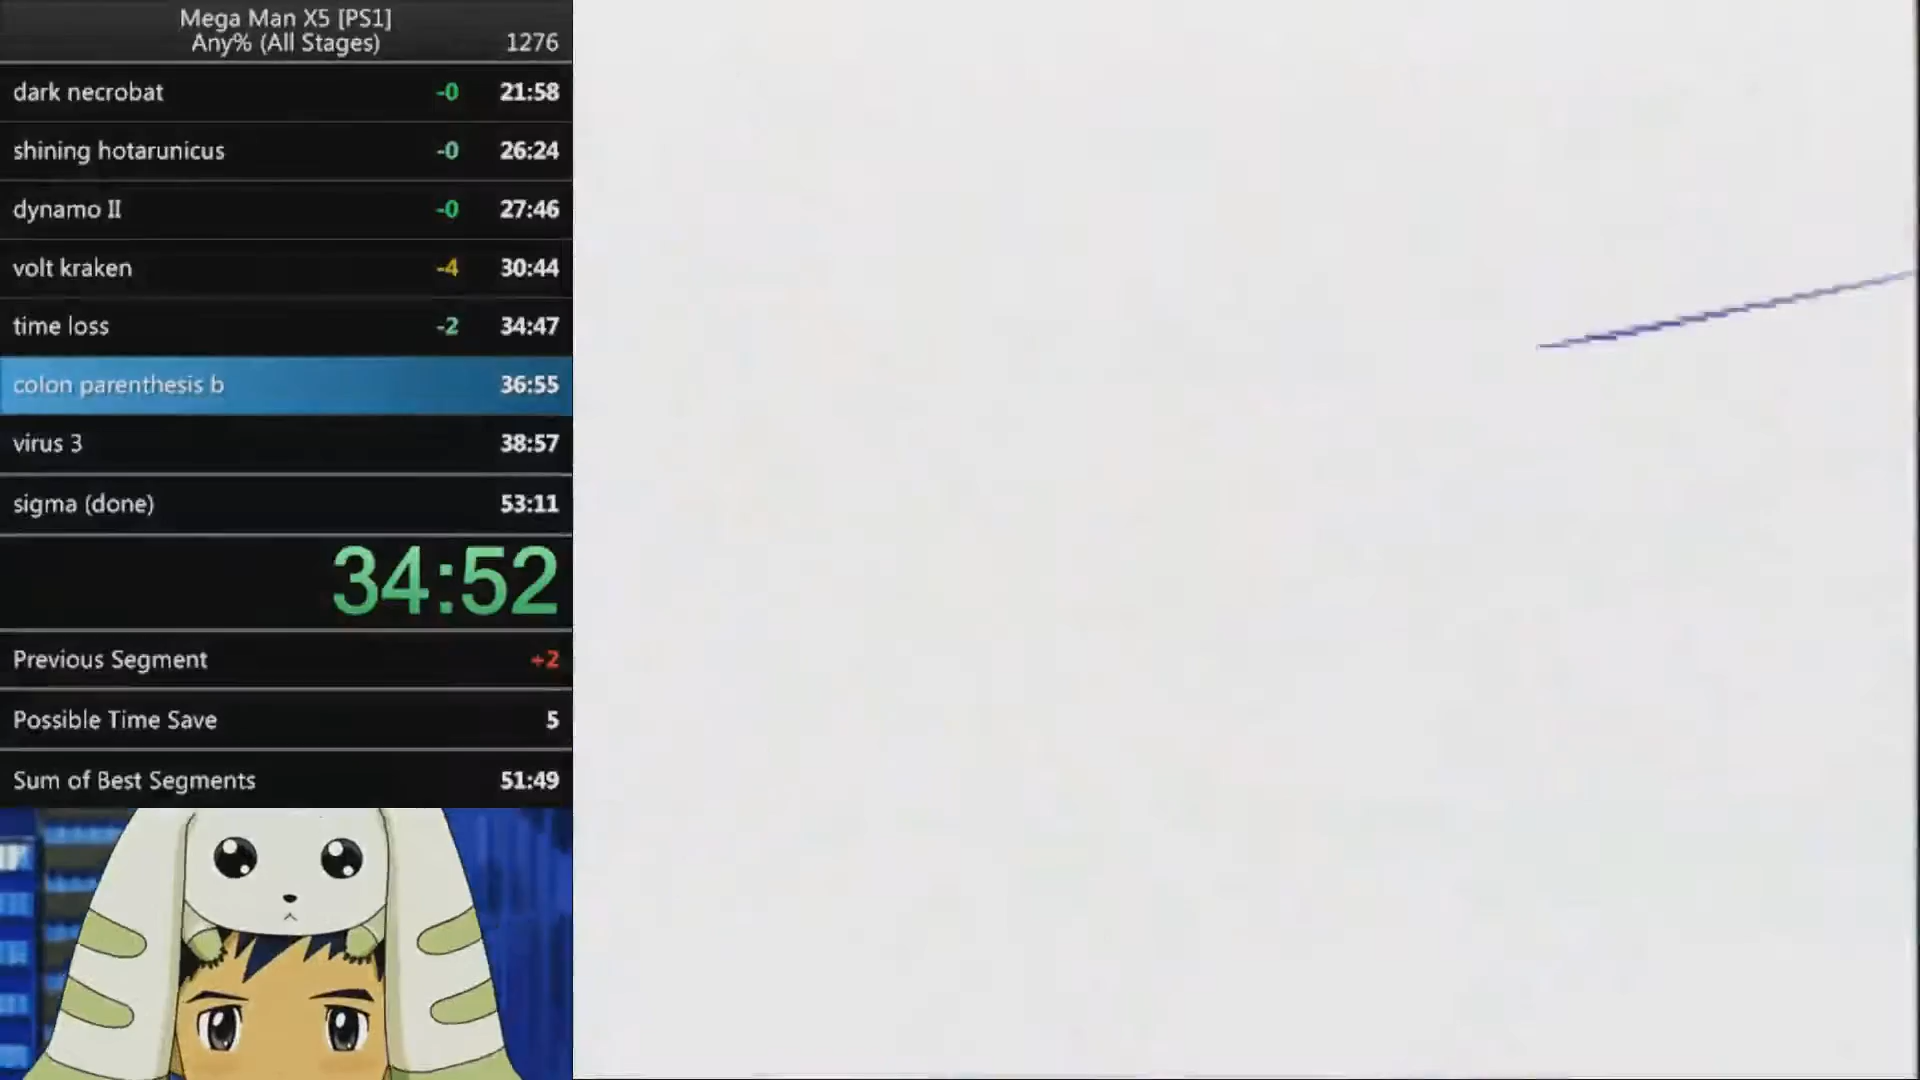 Mega Man X5 [PS1]
Any% (All Stages) 1276
dark necrobat -0 21:58
shining hotarunicus -0 26:24
dynamo II -0 27:46
volt kraken -4 30:44
time loss -2 34:47
colon parenthesis b 36:55
virus 3 38:57
sigma (done) 53:11
34:52
Previous Segment +2
Possible Time Save 5
Sum of Best Segments 51:49